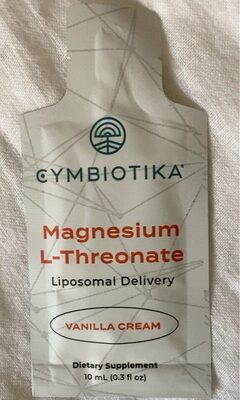 CYMBIOTIKA®
Magnesium
L-Threonate
Liposomal Delivery
VANILLA CREAM
Dietary Supplement
10 mL (0.3 fl oz)